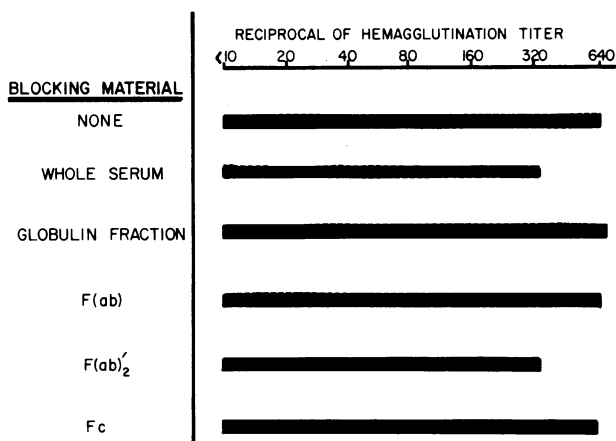 RECIPROCAL OF HEMAGGLUTINATION TITER
<10 20 40 80 160 320 640
BLOCKING MATERIAL
NONE
WHOLE SERUM
GLOBULIN FRACTION
F(ab)
F(ab)′₂
Fc